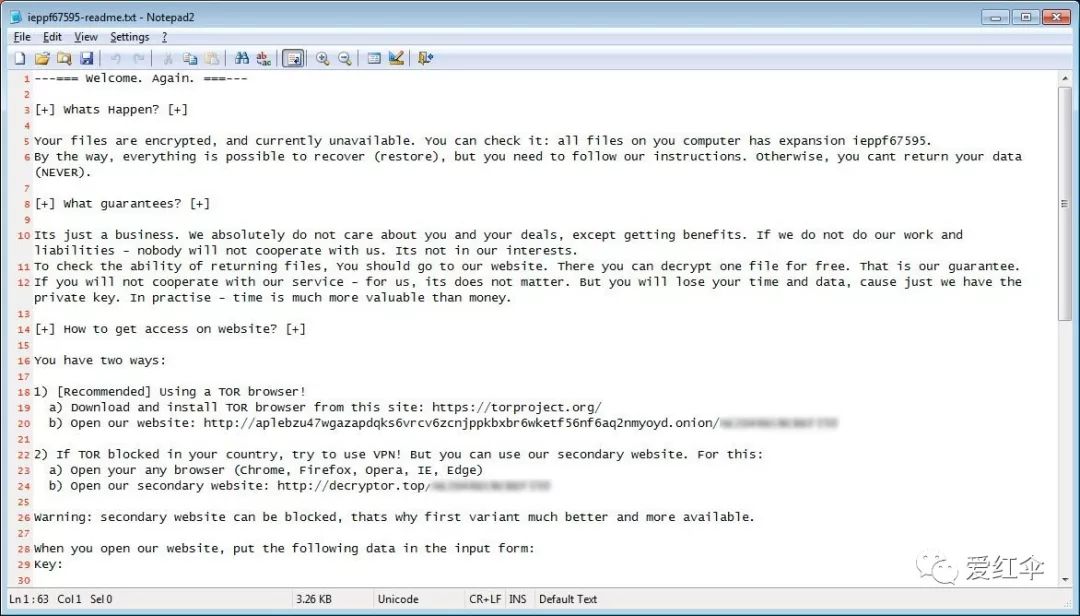 ieppf67595-readme.txt - Notepad2
File Edit View Settings ?
1 ---=== Welcome. Again. ===---
2
3 [+] Whats Happen? [+]
4
5 Your files are encrypted, and currently unavailable. You can check it: all files on you computer has expansion ieppf67595.
6 By the way, everything is possible to recover (restore), but you need to follow our instructions. Otherwise, you cant return your data
(NEVER).
7
8 [+] What guarantees? [+]
9
10 Its just a business. We absolutely do not care about you and your deals, except getting benefits. If we do not do our work and
liabilities - nobody will not cooperate with us. Its not in our interests.
11 To check the ability of returning files, You should go to our website. There you can decrypt one file for free. That is our guarantee.
12 If you will not cooperate with our service - for us, its does not matter. But you will lose your time and data, cause just we have the
private key. In practise - time is much more valuable than money.
13
14 [+] How to get access on website? [+]
15
16 You have two ways:
17
18 1) [Recommended] Using a TOR browser!
19 a) Download and install TOR browser from this site: https://torproject.org/
20 b) Open our website: http://aplebzu47wgazapdqks6vrcv6zcnjppkbxbr6wketf56nf6aq2nmyoyd.onion/
21
22 2) If TOR blocked in your country, try to use VPN! But you can use our secondary website. For this:
23 a) Open your any browser (Chrome, Firefox, Opera, IE, Edge)
24 b) Open our secondary website: http://decryptor.top/
25
26 Warning: secondary website can be blocked, thats why first variant much better and more available.
27
28 When you open our website, put the following data in the input form:
29 Key:
30
爱红伞
Ln 1 : 63 Col 1 Sel 0 3.26 KB Unicode CR+LF INS Default Text